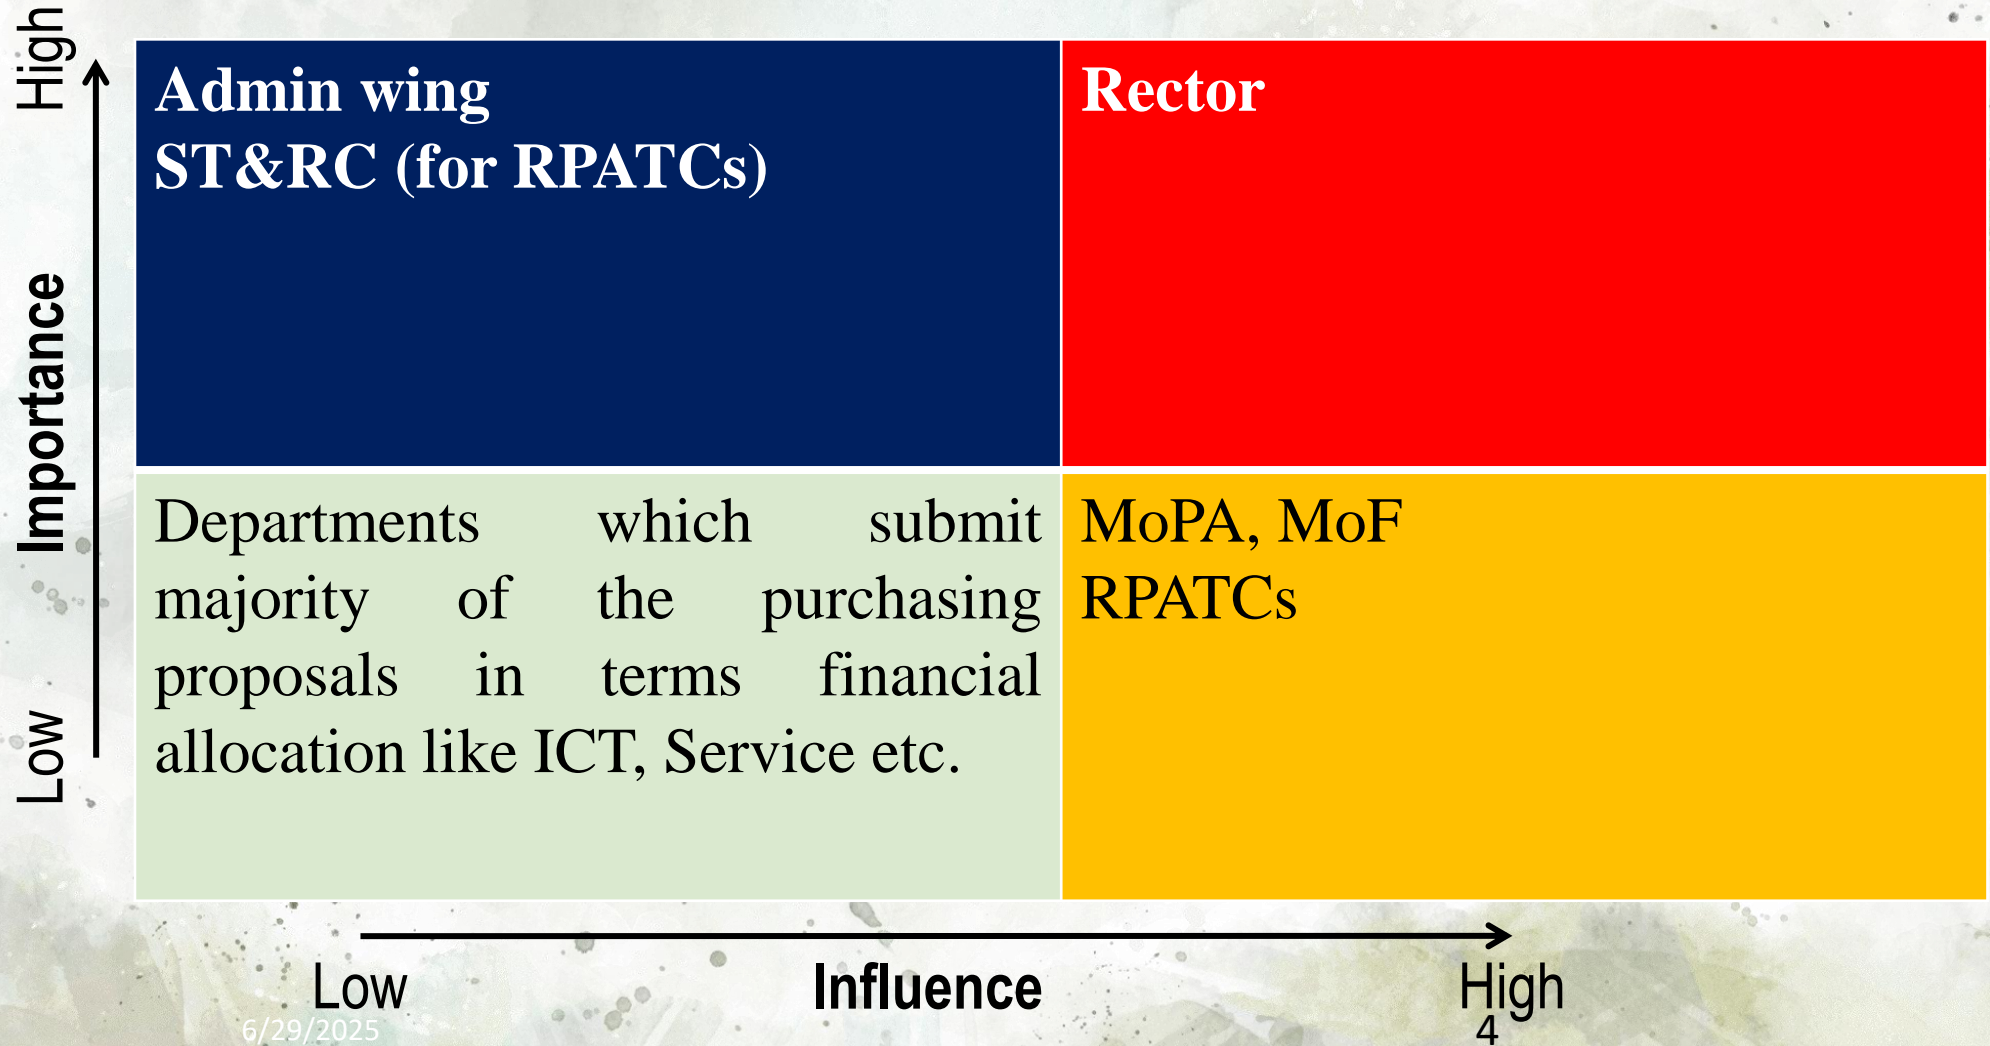 High
Admin wing
ST&RC (for RPATCs)
Rector
Importance
Departments which submit
majority of the purchasing
proposals in terms financial
allocation like ICT, Service etc.
MoPA, MoF
RPATCs
Low
Low
Influence
High
6/29/2025
4